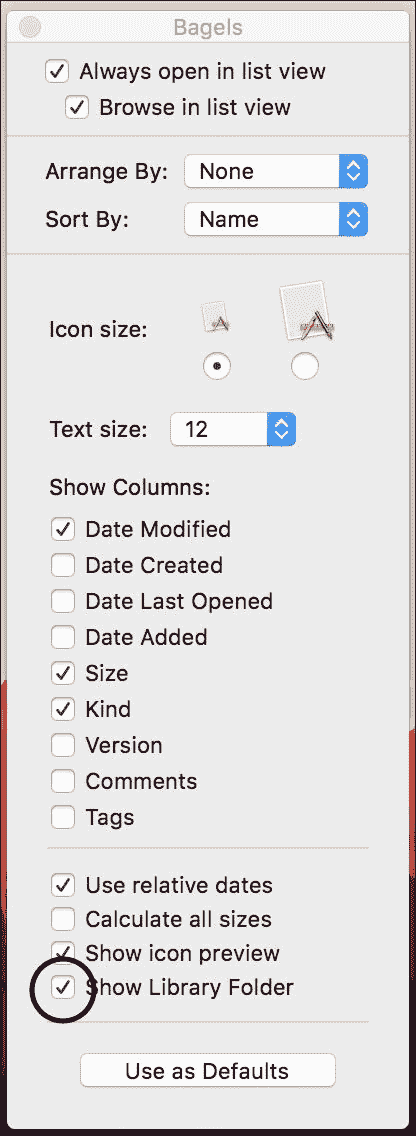 Bagels
Always open in list view
Browse in list view
Arrange By: None
Sort By: Name
Icon size:
Text size: 12
Show Columns:
Date Modified
Date Created
Date Last Opened
Date Added
Size
Kind
Version
Comments
Tags
Use relative dates
Calculate all sizes
Show icon preview
Show Library Folder
Use as Defaults